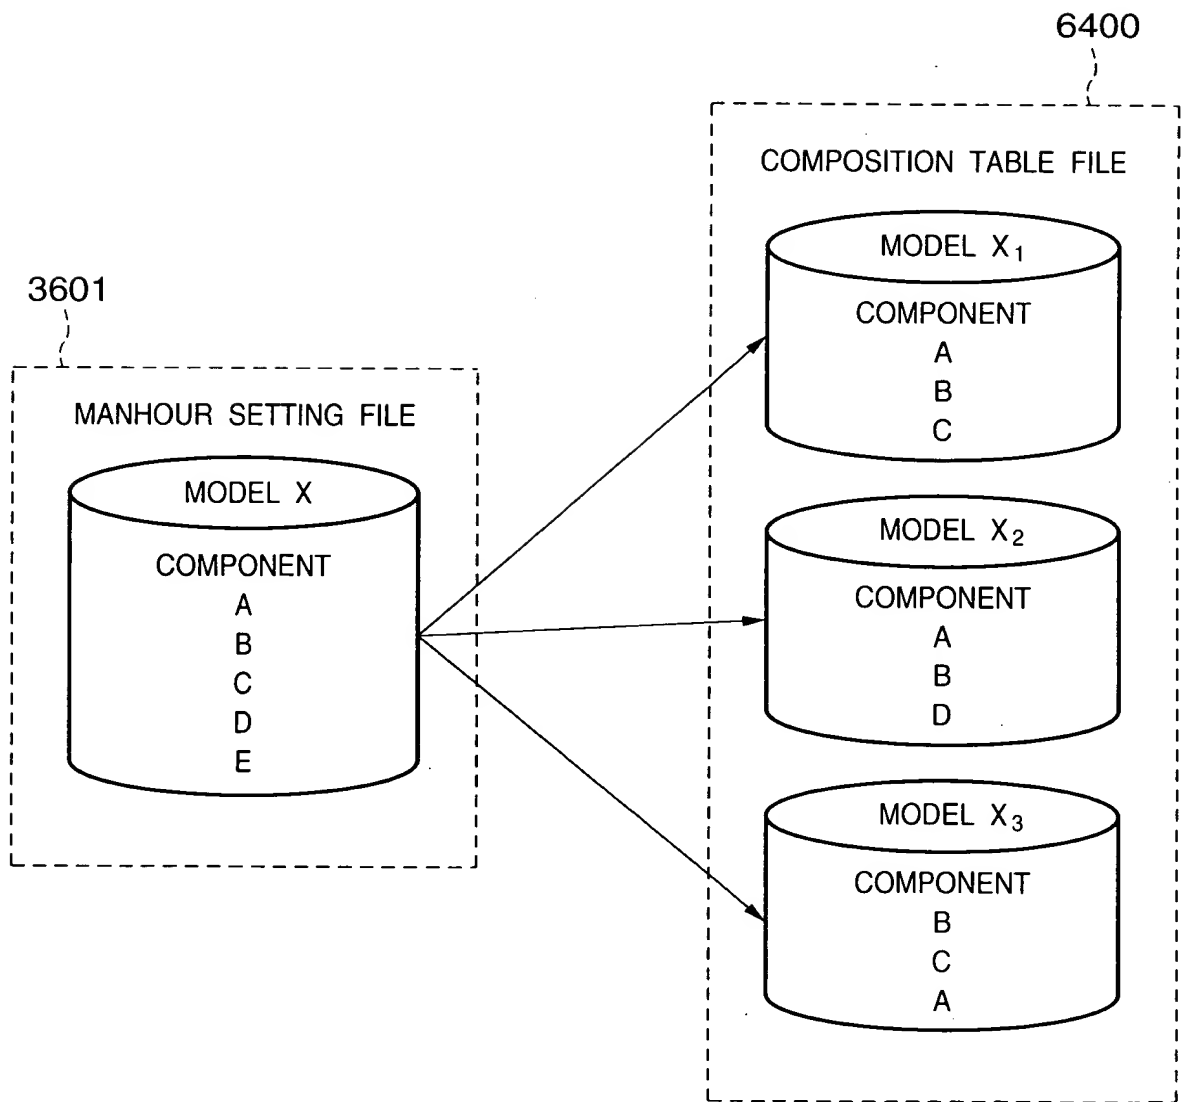 3601
MANHOUR SETTING FILE
MODEL X
COMPONENT
A
B
C
D
E
6400
COMPOSITION TABLE FILE
MODEL X₁
COMPONENT
A
B
C
MODEL X₂
COMPONENT
A
B
D
MODEL X₃
COMPONENT
B
C
A